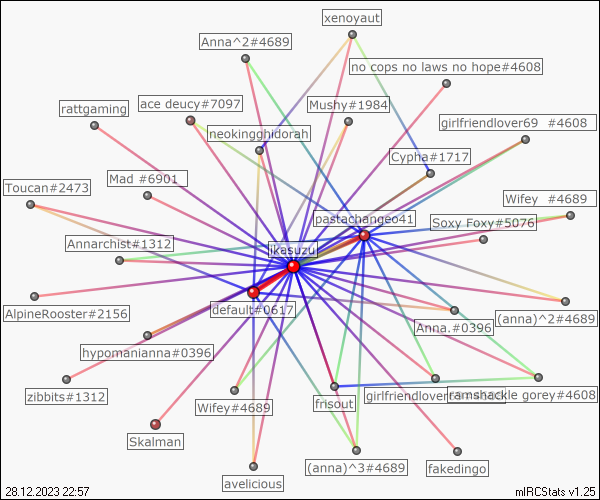 xenoyaut
Anna^2#4689
no cops no laws no hope#4608
rattgaming
ace deucy#7097
Mushy#1984
girlfriendlover69 #4608
neokingghidorah
Cypha#1717
Mad #6901
Toucan#2473
Wifey #4689
pastachangeo41
Soxy Foxy#5076
Annarchist#1312
ikasuzu
AlpineRooster#2156
default#0617
(anna)^2#4689
Anna.#0396
hypomanianna#0396
zibbits#1312
Wifey#4689
frisout
girlfriendlover
ramshackle gorey#4608
Skalman
avelicious
(anna)^3#4689
fakedingo
28.12.2023 22:57
mIRCStats v1.25